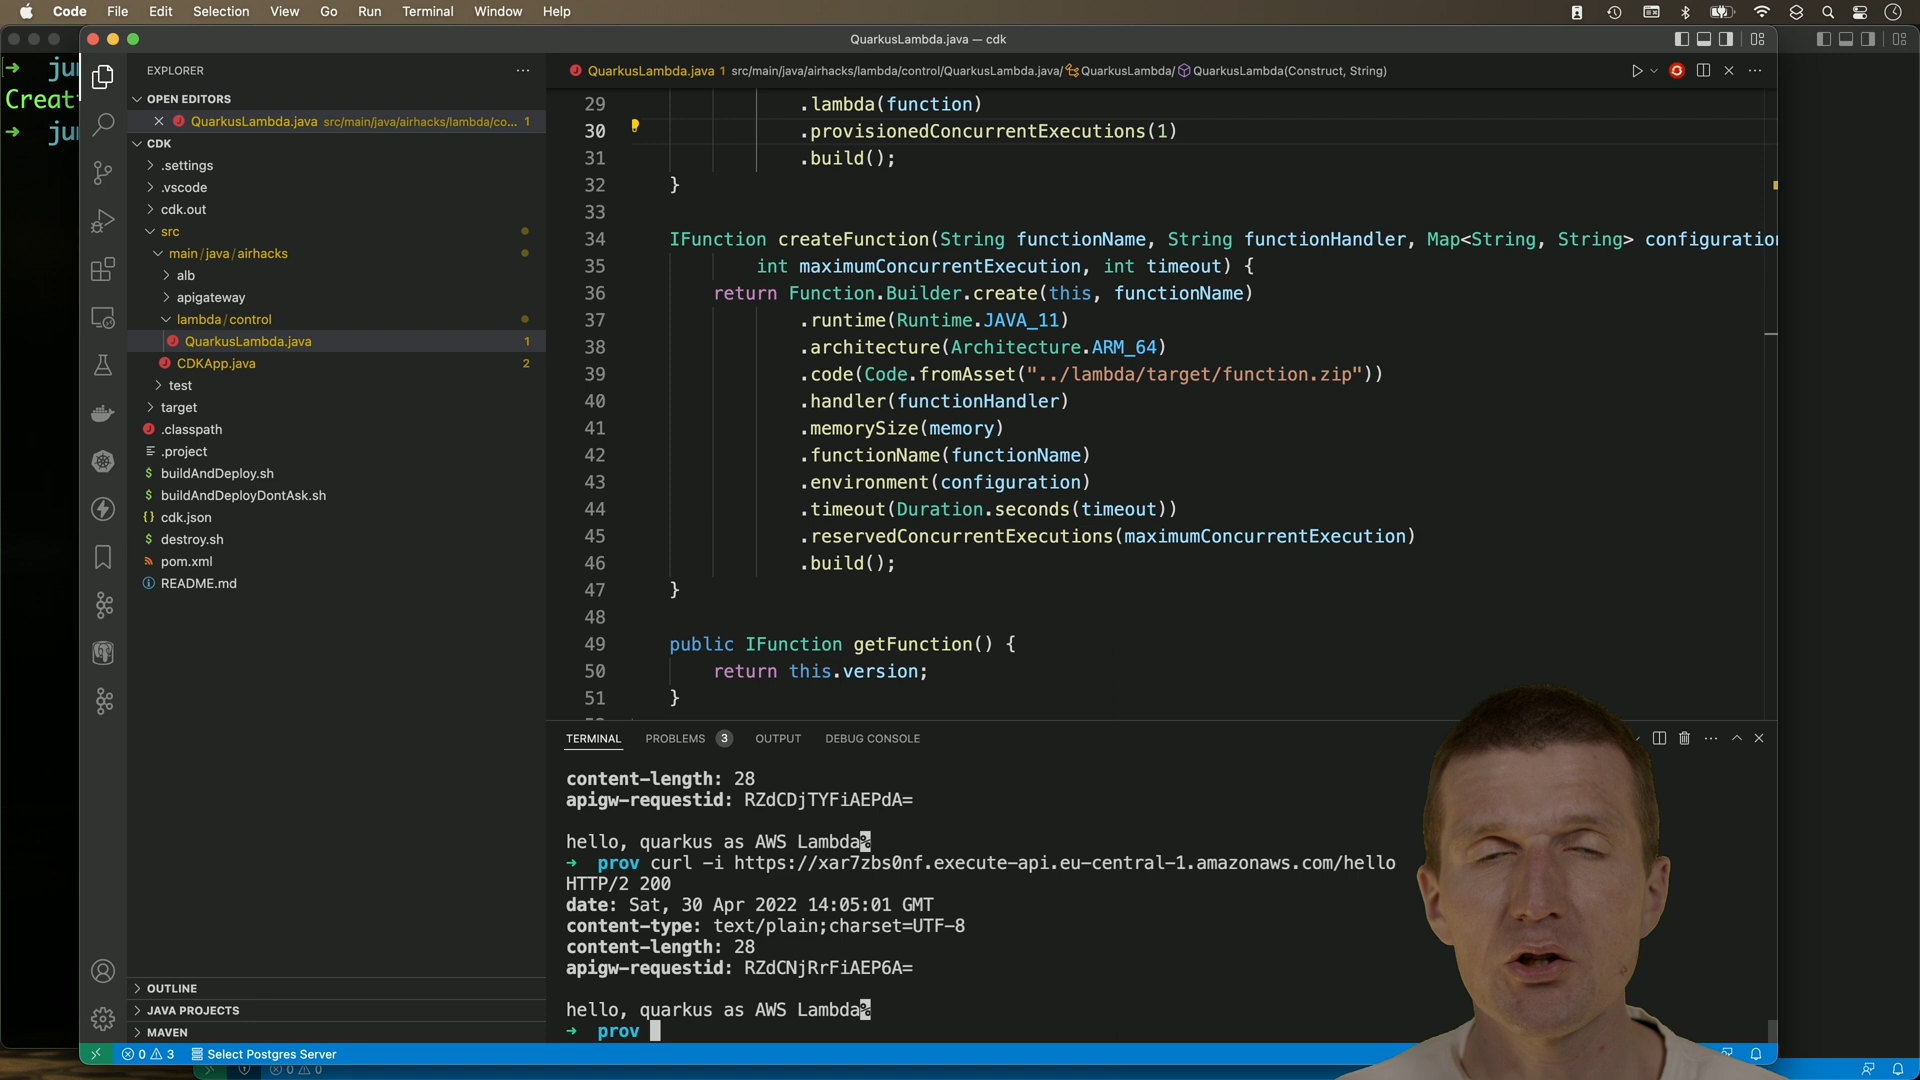 Code File Edit Selection View Go Run Terminal Window Help
QuarkusLambda.java — cdk
EXPLORER
OPEN EDITORS
QuarkusLambda.java src/main/java/airhacks/lambda/co... 1
CDK
.settings
.vscode
cdk.out
src
main/java/airhacks
alb
apigateway
lambda/control
QuarkusLambda.java 1
CDKApp.java 2
test
target
.classpath
.project
buildAndDeploy.sh
buildAndDeployDontAsk.sh
cdk.json
destroy.sh
pom.xml
README.md
OUTLINE
JAVA PROJECTS
MAVEN
QuarkusLambda.java 1 src/main/java/airhacks/lambda/control/QuarkusLambda.java/ QuarkusLambda/ QuarkusLambda(Construct, String)
29 .lambda(function)
30 .provisionedConcurrentExecutions(1)
31 .build();
32 }
33
34 IFunction createFunction(String functionName, String functionHandler, Map<String, String> configuration
35 int maximumConcurrentExecution, int timeout) {
36 return Function.Builder.create(this, functionName)
37 .runtime(Runtime.JAVA_11)
38 .architecture(Architecture.ARM_64)
39 .code(Code.fromAsset("../lambda/target/function.zip"))
40 .handler(functionHandler)
41 .memorySize(memory)
42 .functionName(functionName)
43 .environment(configuration)
44 .timeout(Duration.seconds(timeout))
45 .reservedConcurrentExecutions(maximumConcurrentExecution)
46 .build();
47 }
48
49 public IFunction getFunction() {
50 return this.version;
51 }
TERMINAL PROBLEMS 3 OUTPUT DEBUG CONSOLE
content-length: 28
apigw-requestid: RZdCDjTYFiAEPdA=
hello, quarkus as AWS Lambda%
➜ prov curl -i https://xar7zbs0nf.execute-api.eu-central-1.amazonaws.com/hello
HTTP/2 200
date: Sat, 30 Apr 2022 14:05:01 GMT
content-type: text/plain;charset=UTF-8
content-length: 28
apigw-requestid: RZdCNjRrFiAEP6A=
hello, quarkus as AWS Lambda%
➜ prov
0 3 Select Postgres Server
0 0